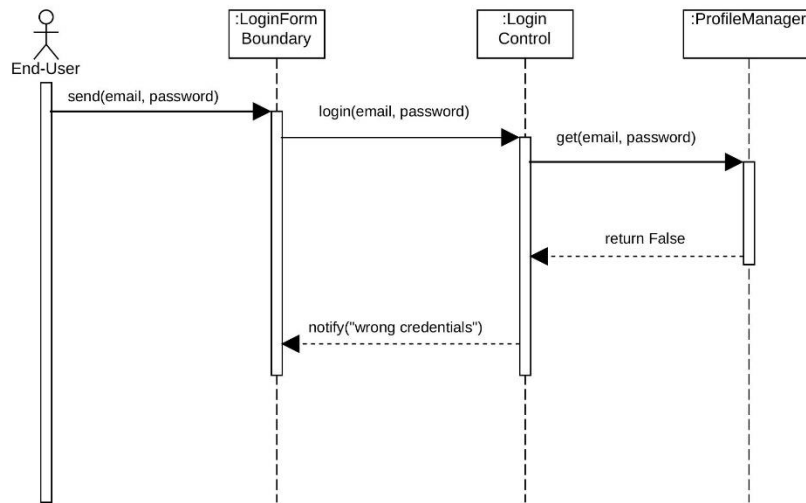 :LoginForm
Boundary
:Login
Control
:ProfileManager
End-User
send(email, password)
login(email, password)
get(email, password)
return False
notify("wrong credentials")